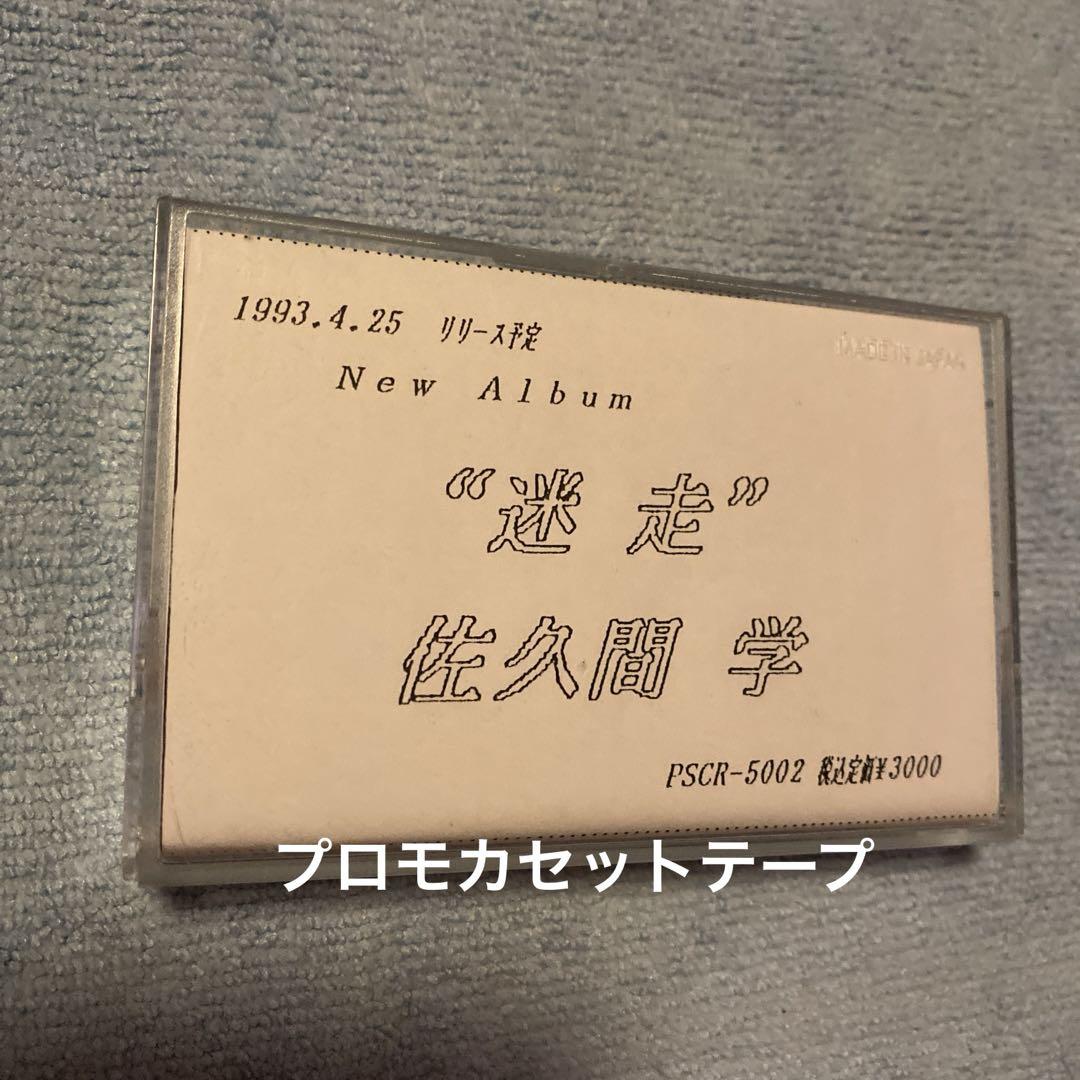 1993.4.25 リリース予定
MADE IN JAPAN
New Album
“迷走”
佐久間 学
PSCR-5002 税込定価¥3000
プロモカセットテープ